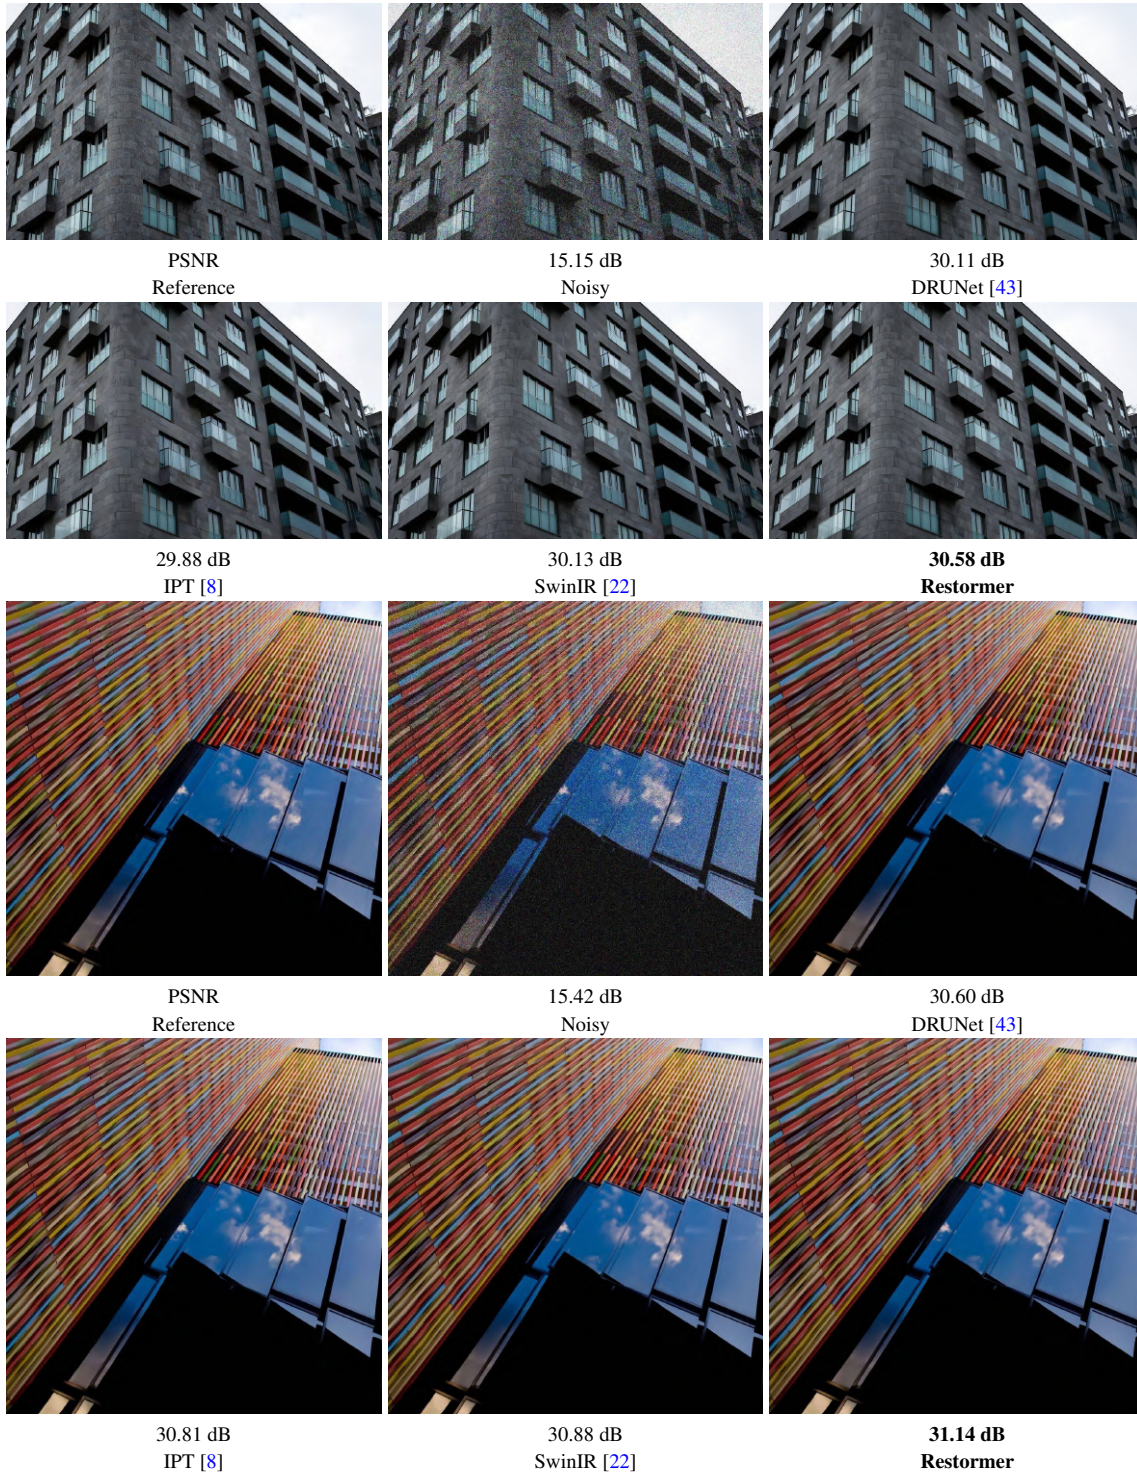 PSNR 15.15 dB 30.11 dB
Reference Noisy DRUNet [43]
29.88 dB 30.13 dB 30.58 dB
IPT [8] SwinIR [22] Restormer
PSNR 15.42 dB 30.60 dB
Reference Noisy DRUNet [43]
30.81 dB 30.88 dB 31.14 dB
IPT [8] SwinIR [22] Restormer